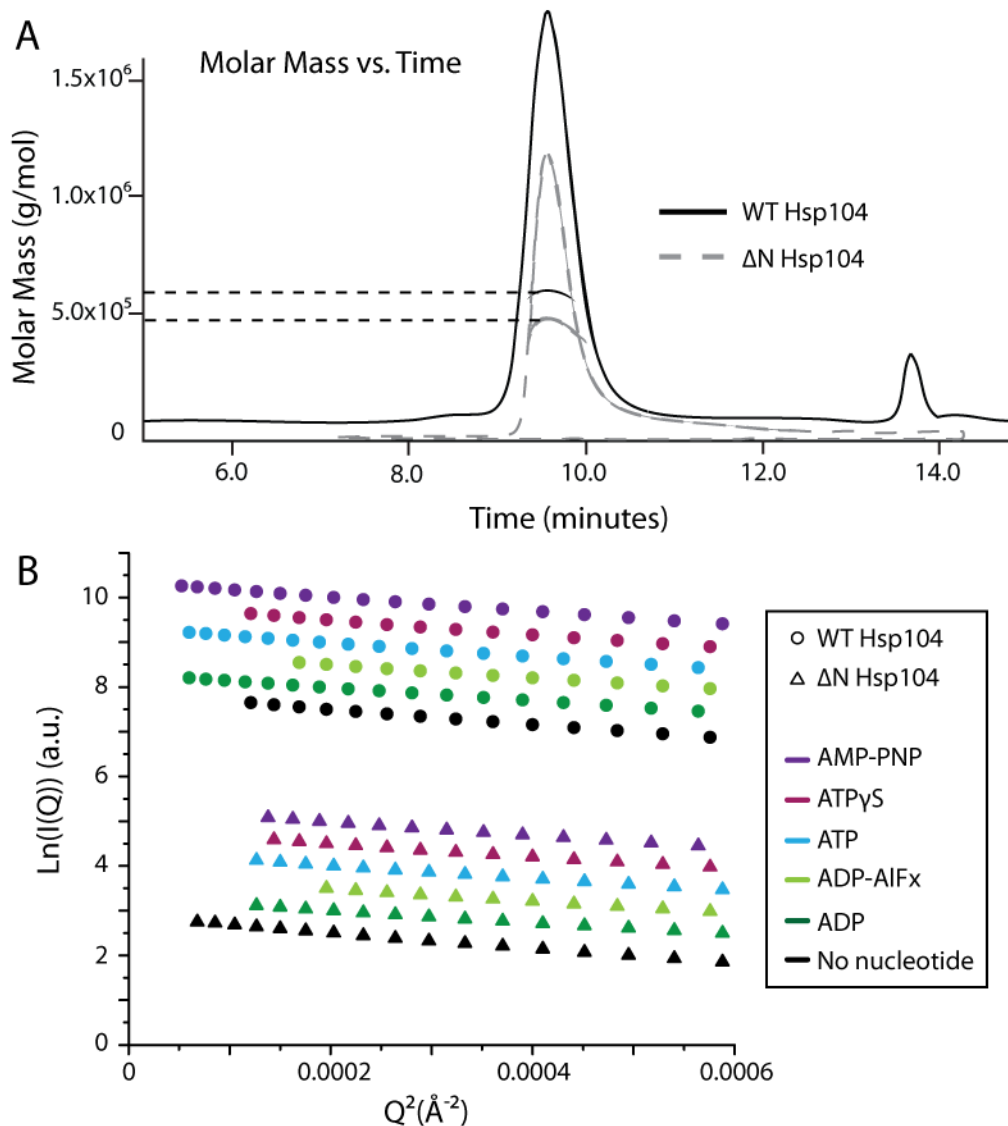 A
Molar Mass vs. Time
Molar Mass (g/mol)
1.5x10⁶
1.0x10⁶
5.0x10⁵
0
WT Hsp104
ΔN Hsp104
6.0 8.0 10.0 12.0 14.0
Time (minutes)
B
Ln(I(Q)) (a.u.)
10
8
6
4
2
0
0 0.0002 0.0004 0.0006
Q²(Å⁻²)
WT Hsp104
ΔN Hsp104
AMP-PNP
ATPγS
ATP
ADP-AlFx
ADP
No nucleotide